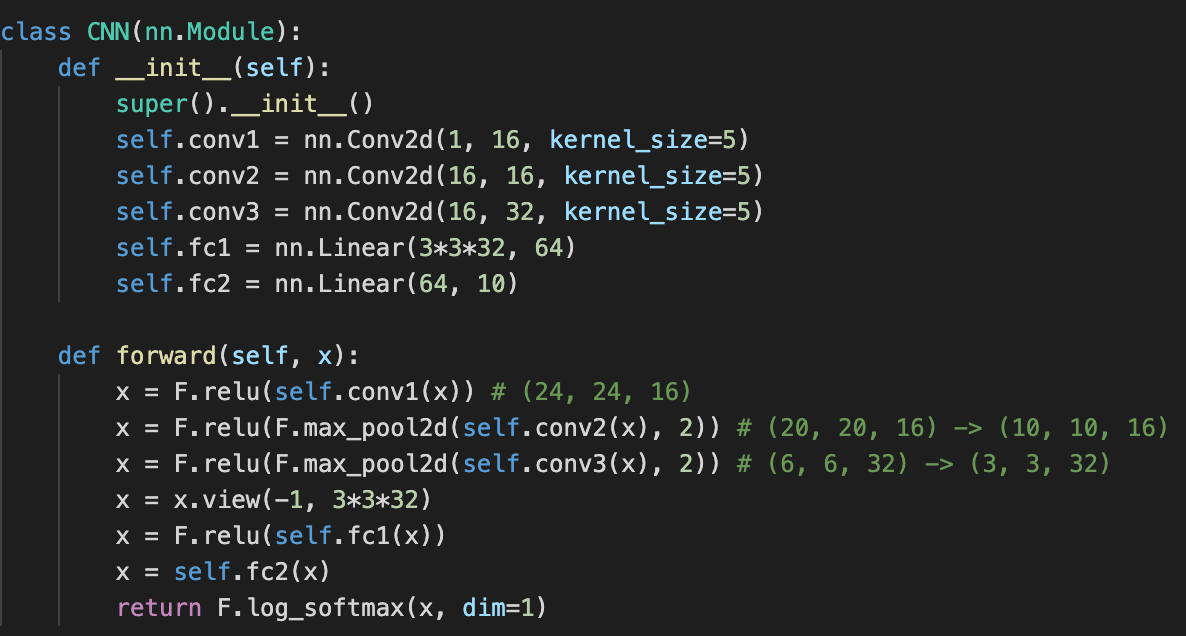 class CNN(nn.Module):
    def __init__(self):
        super().__init__()
        self.conv1 = nn.Conv2d(1, 16, kernel_size=5)
        self.conv2 = nn.Conv2d(16, 16, kernel_size=5)
        self.conv3 = nn.Conv2d(16, 32, kernel_size=5)
        self.fc1 = nn.Linear(3*3*32, 64)
        self.fc2 = nn.Linear(64, 10)

    def forward(self, x):
        x = F.relu(self.conv1(x)) # (24, 24, 16)
        x = F.relu(F.max_pool2d(self.conv2(x), 2)) # (20, 20, 16) -> (10, 10, 16)
        x = F.relu(F.max_pool2d(self.conv3(x), 2)) # (6, 6, 32) -> (3, 3, 32)
        x = x.view(-1, 3*3*32)
        x = F.relu(self.fc1(x))
        x = self.fc2(x)
        return F.log_softmax(x, dim=1)